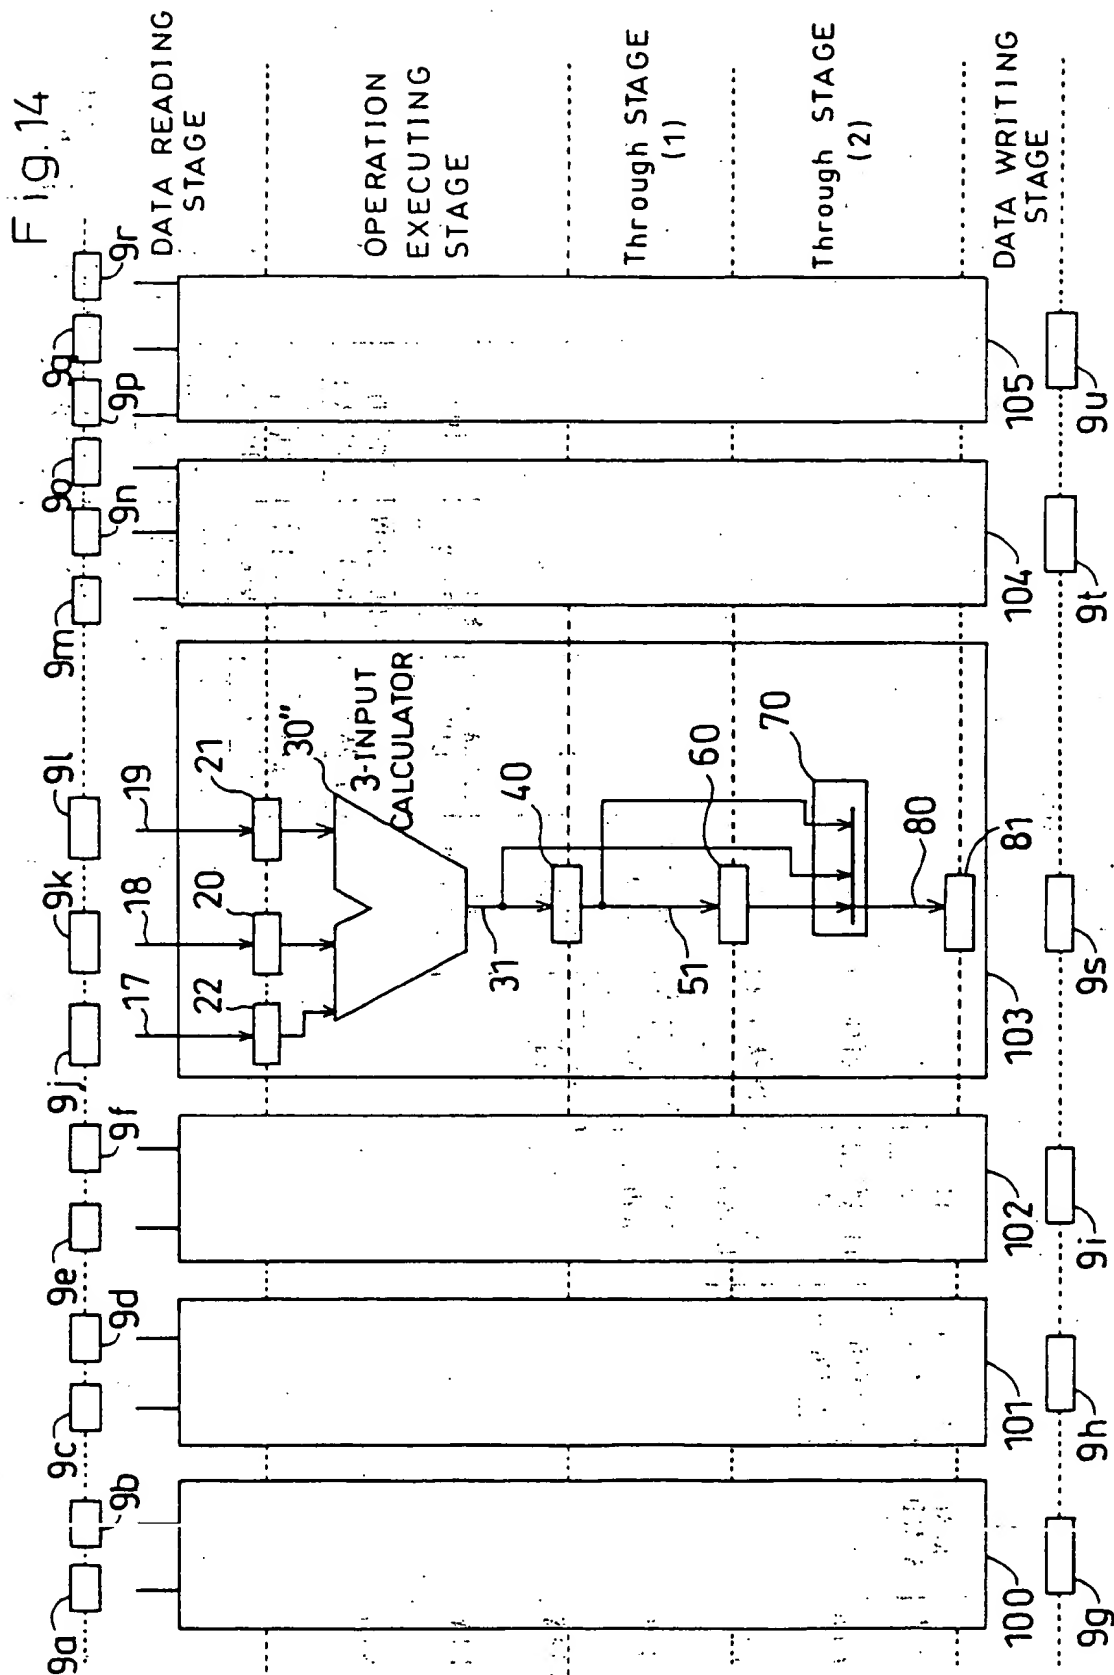 Fig. 14
9a
9b
9c
9d
9e
9f
9j
9k
9l
9m
9n
9o
9p
9q
9r
DATA READING
STAGE
17
18
19
22
20
21
OPERATION
EXECUTING
STAGE
30"
3-INPUT
CALCULATOR
31
40
Through STAGE
(1)
51
60
Through STAGE
(2)
70
80
81
DATA WRITING
STAGE
100
101
102
103
104
105
9g
9h
9i
9s
9t
9u